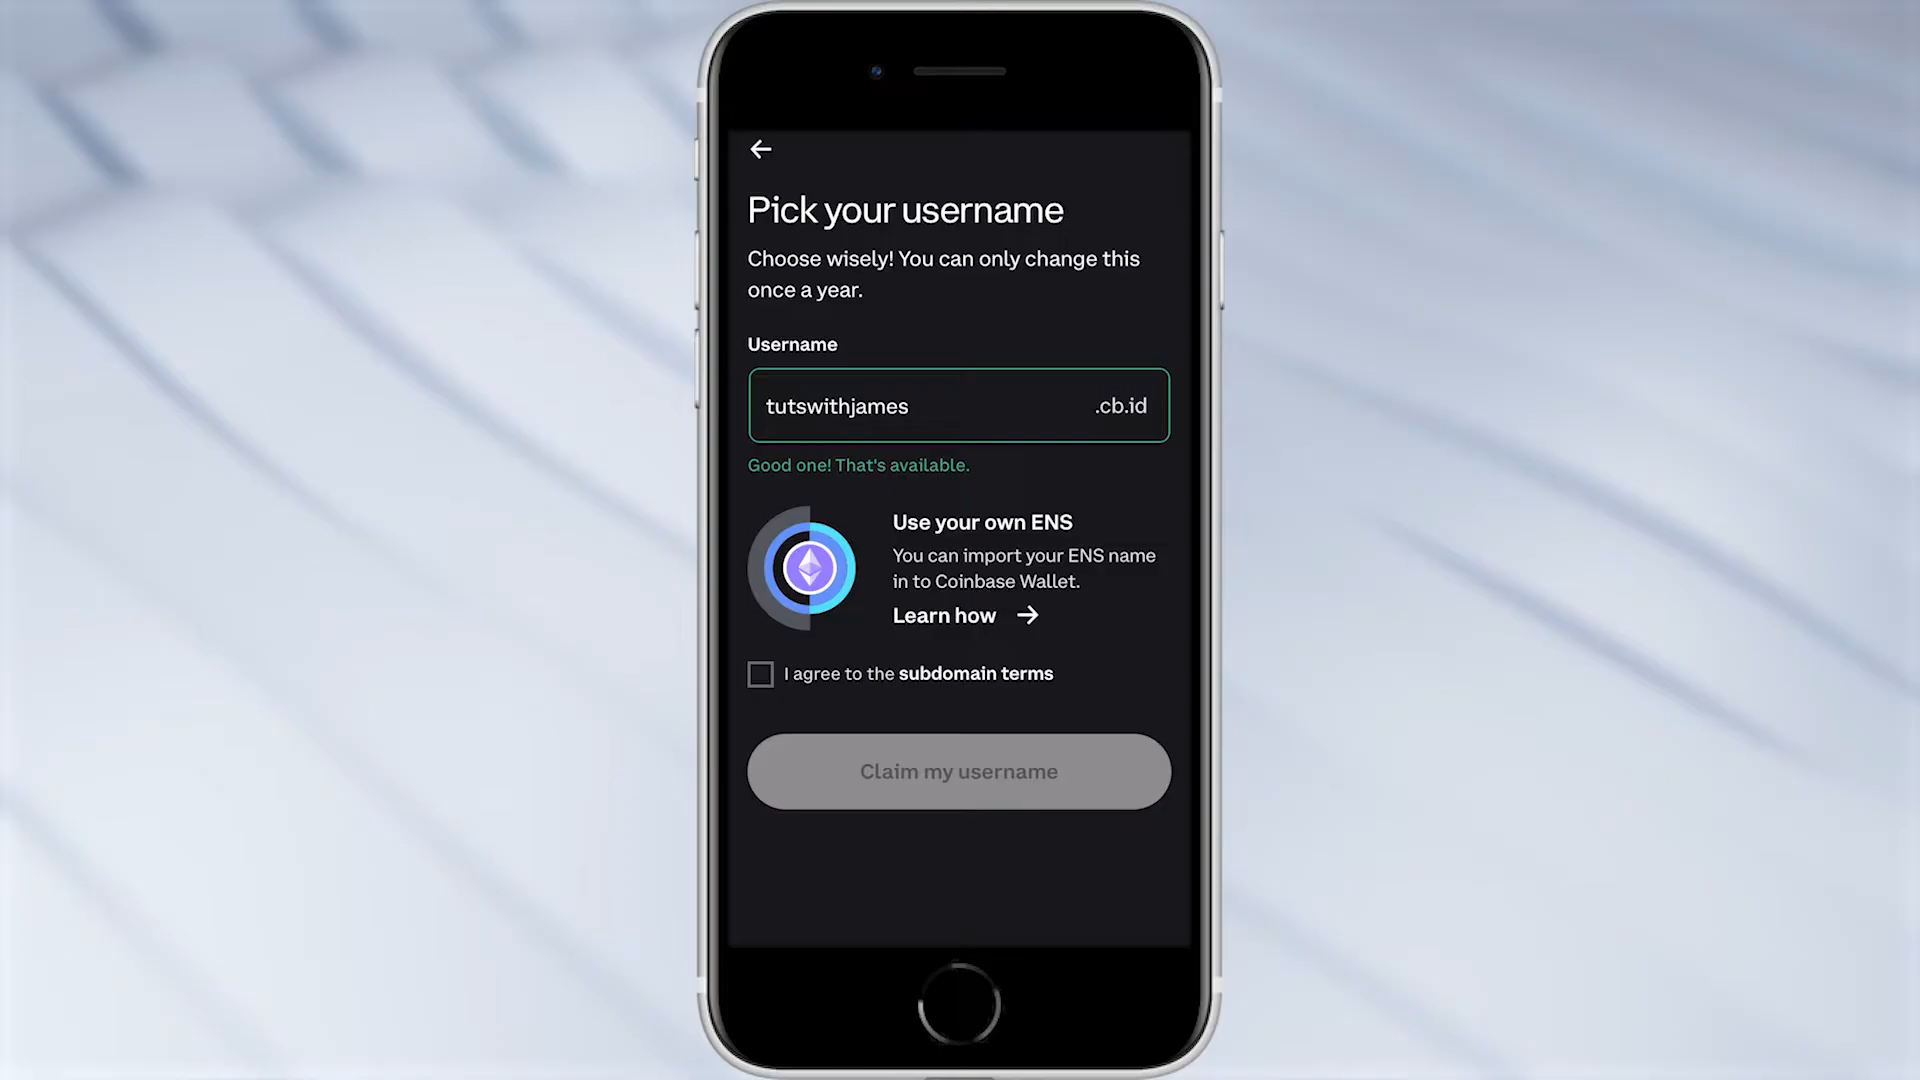 Pick your username
Choose wisely! You can only change this
once a year.
Username
tutswithjames .cb.id
Good one! That's available.
Use your own ENS
You can import your ENS name
in to Coinbase Wallet.
Learn how
I agree to the subdomain terms
Claim my username